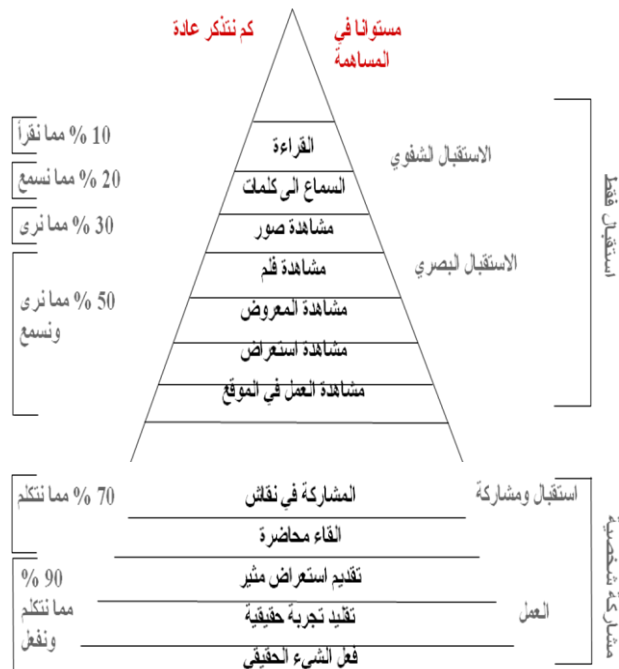 مستوانا في
المساهمة
كم نتذكر عادة
القراءة
السماع الى كلمات
مشاهدة صور
مشاهدة فلم
مشاهدة المعروض
مشاهدة استعراض
مشاهدة العمل في الموقع
المشاركة في نقاش
القاء محاضرة
تقديم استعراض مثير
تقليد تجربة حقيقية
فعل الشيء الحقيقي
الاستقبال الشفوي
الاستقبال البصري
استقبال ومشاركة
العمل
استقبال فقط
مشاركة شخصية
10 % مما نقرأ
20 % مما نسمع
30 % مما نرى
50 % مما نرى
ونسمع
70 % مما نتكلم
90 %
مما نتكلم
ونفعل